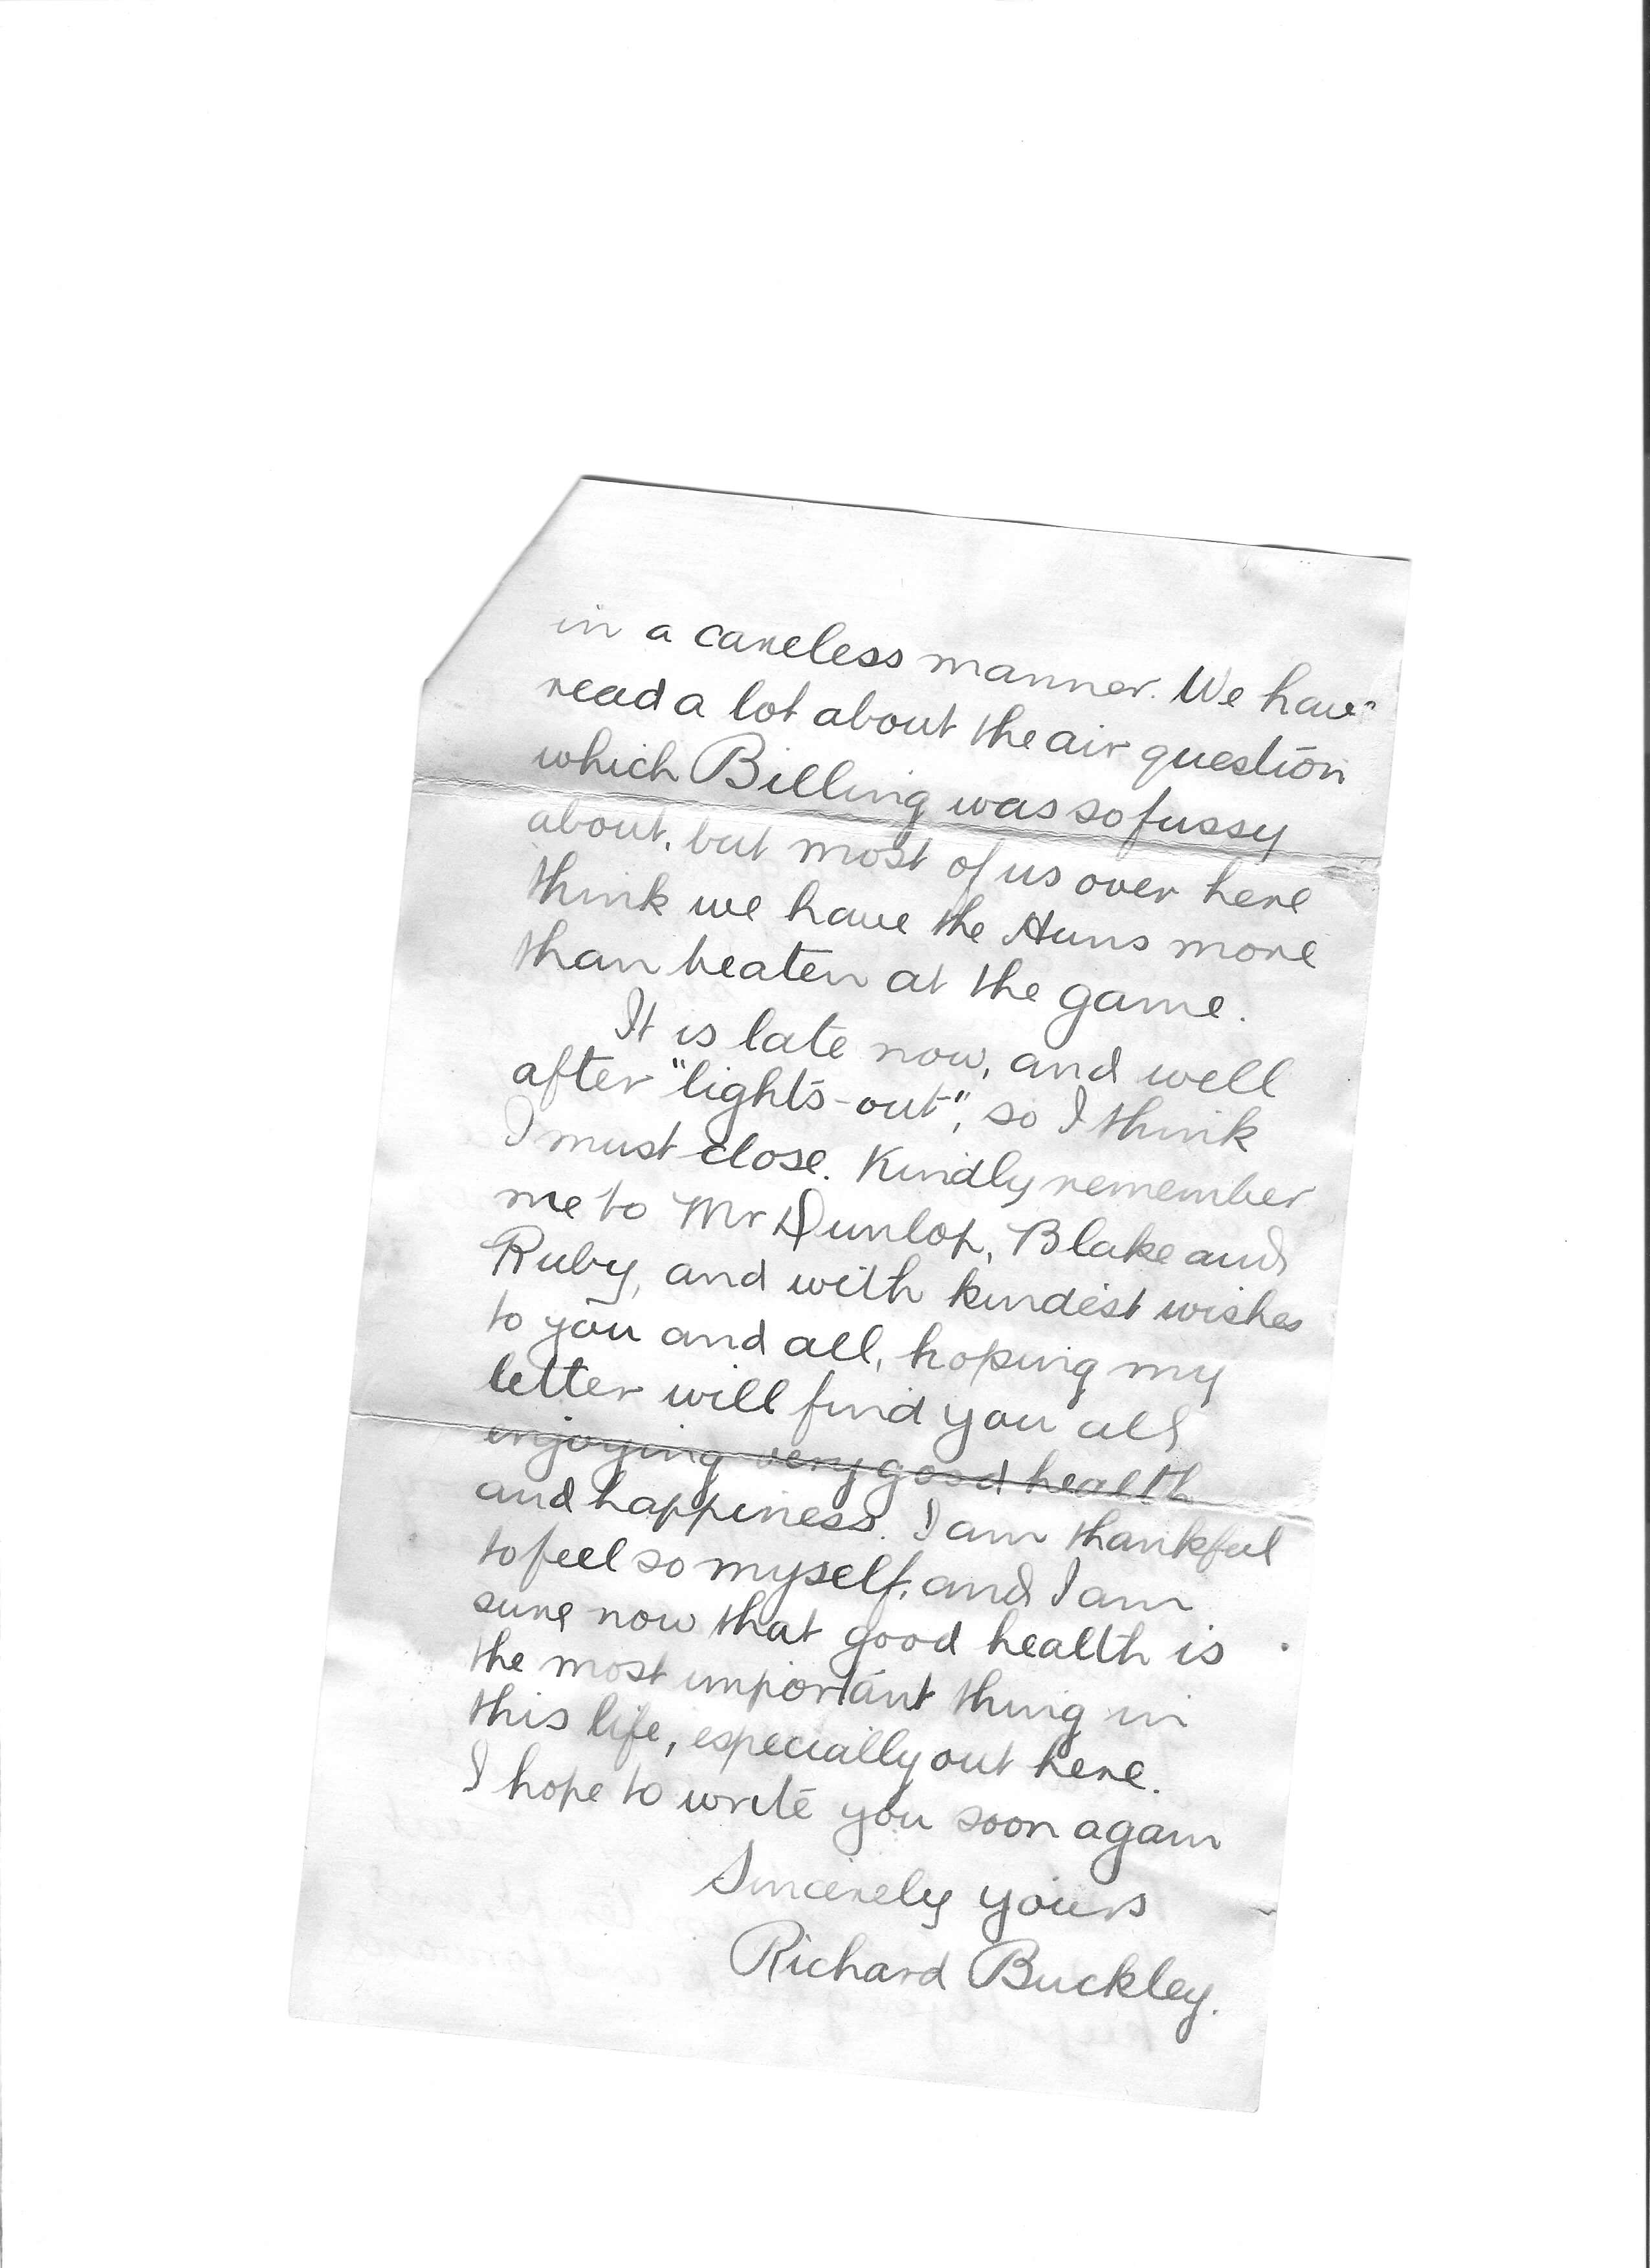 in a careless manner. We have
read a lot about the air question
which Billing was so fussy
about, but most of us over here
think we have the Huns more
than beaten at the game.
It is late now, and well
after "lights-out", so I think
I must close. Kindly remember
me to Mr Dunlop, Blake and
Ruby, and with kindest wishes
to you and all, hoping my
letter will find you all
enjoying very good health
and happiness. I am thankful
to feel so myself, and I am
sure now that good health is
the most important thing in
this life, especially out here.
I hope to write you soon again
Sincerely yours
Richard Buckley.